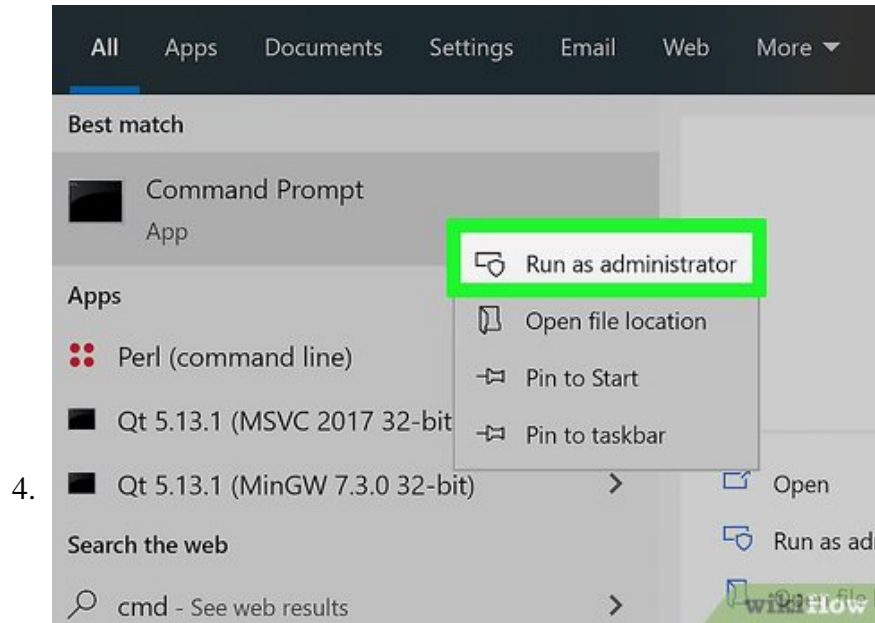 All Apps Documents Settings Email Web More
Best match
Command Prompt
App
Run as administrator
Apps
Open file location
Perl (command line)
Pin to Start
Qt 5.13.1 (MSVC 2017 32-bit
Pin to taskbar
4.
Qt 5.13.1 (MinGW 7.3.0 32-bit)
Open
Search the web
Run as adr
cmd - See web results
Open file
wikiHow